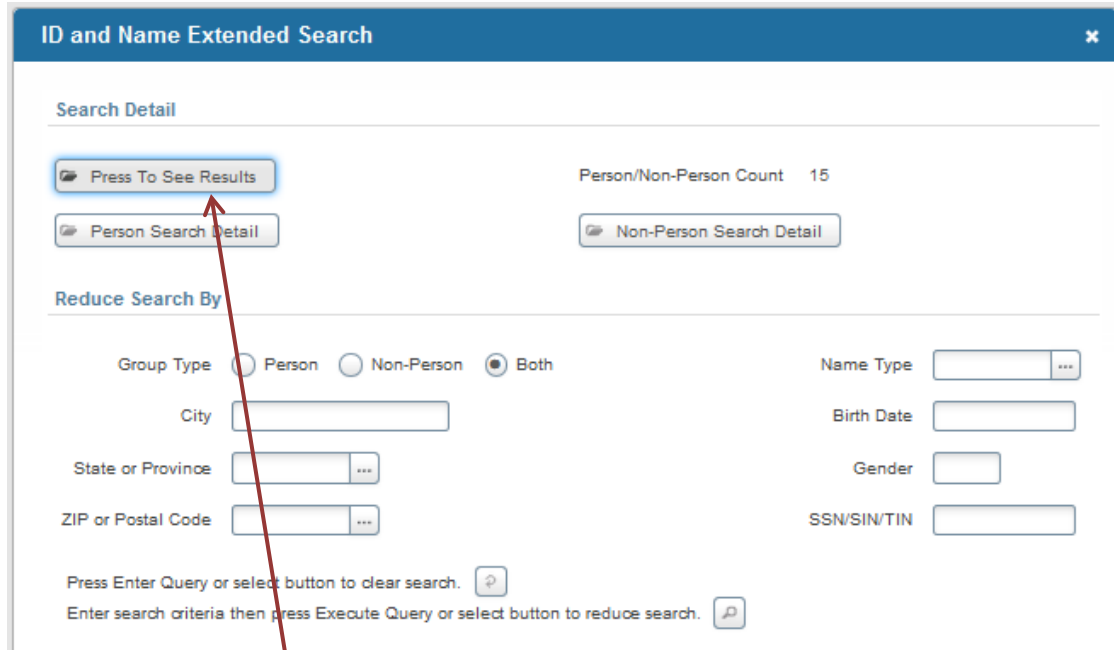 ID and Name Extended Search
Search Detail
Press To See Results Person/Non-Person Count 15
Person Search Detail Non-Person Search Detail
Reduce Search By
Group Type Person Non-Person Both Name Type ...
City Birth Date
State or Province ... Gender
ZIP or Postal Code ... SSN/SIN/TIN
Press Enter Query or select button to clear search.
Enter search criteria then press Execute Query or select button to reduce search.